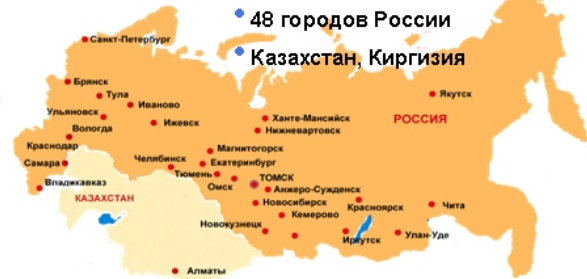 48 городов России
Казахстан, Киргизия
Санкт-Петербург
Брянск
Тула
Иваново
Ульяновск
Ижевск
Вологда
Краснодар
Самара
Владикавказ
КАЗАХСТАН
Челябинск
Магнитогорск
Екатеринбург
Тюмень
Омск
ТОМСК
Ханте-Мансийск
Нижневартовск
РОССИЯ
Якутск
Анжеро-Сужденск
Новосибирск
Кемерово
Новокузнецк
Красноярск
Иркутск
Чита
Улан-Уде
Алматы